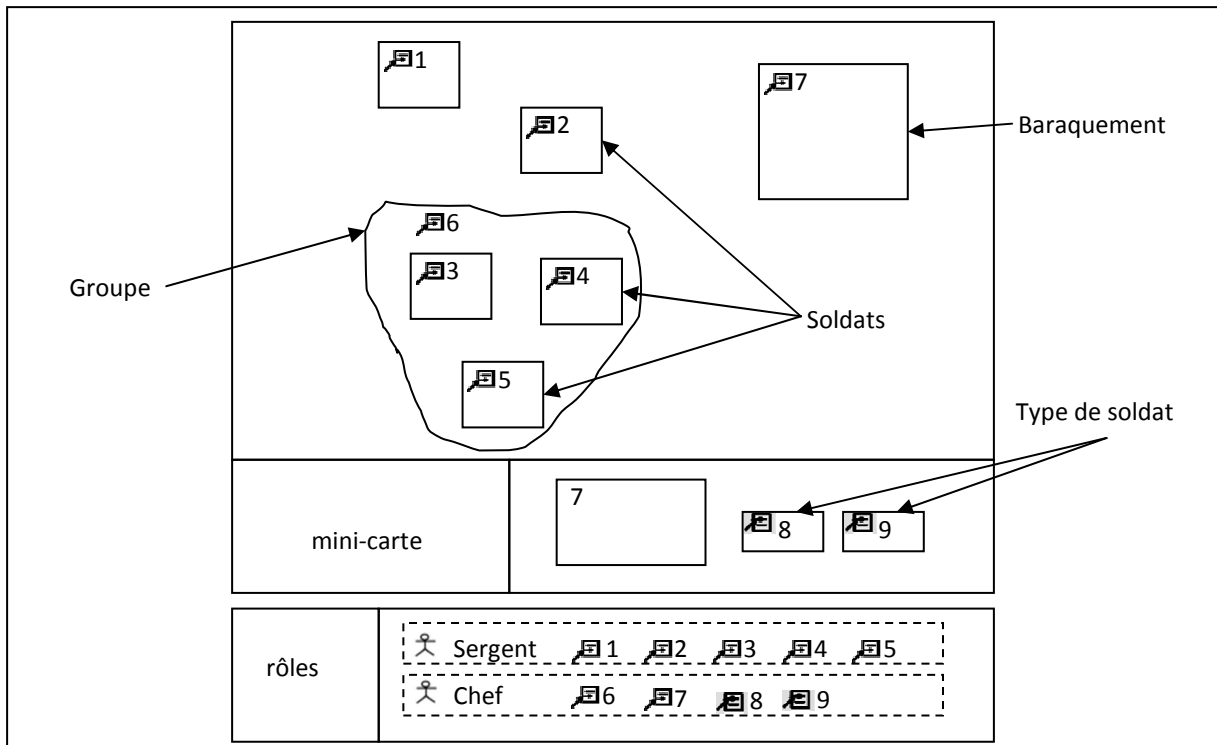 1
7
2
Baraquement
6
3
4
Groupe
Soldats
5
Type de soldat
7
8
9
mini-carte
rôles
Sergent 1 2 3 4 5
Chef 6 7 8 9